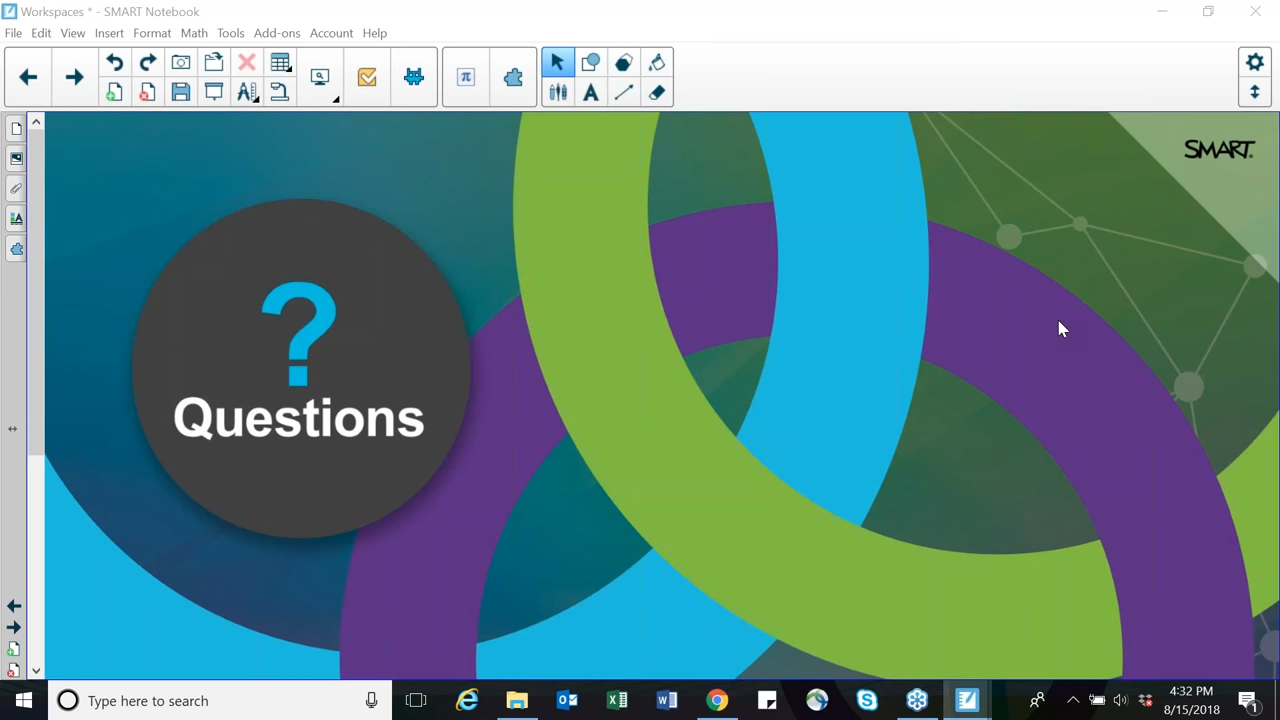 Workspaces * - SMART Notebook
File Edit View Insert Format Math Tools Add-ons Account Help
π
A
A
SMART
?
Questions
Type here to search
4:32 PM
8/15/2018
1